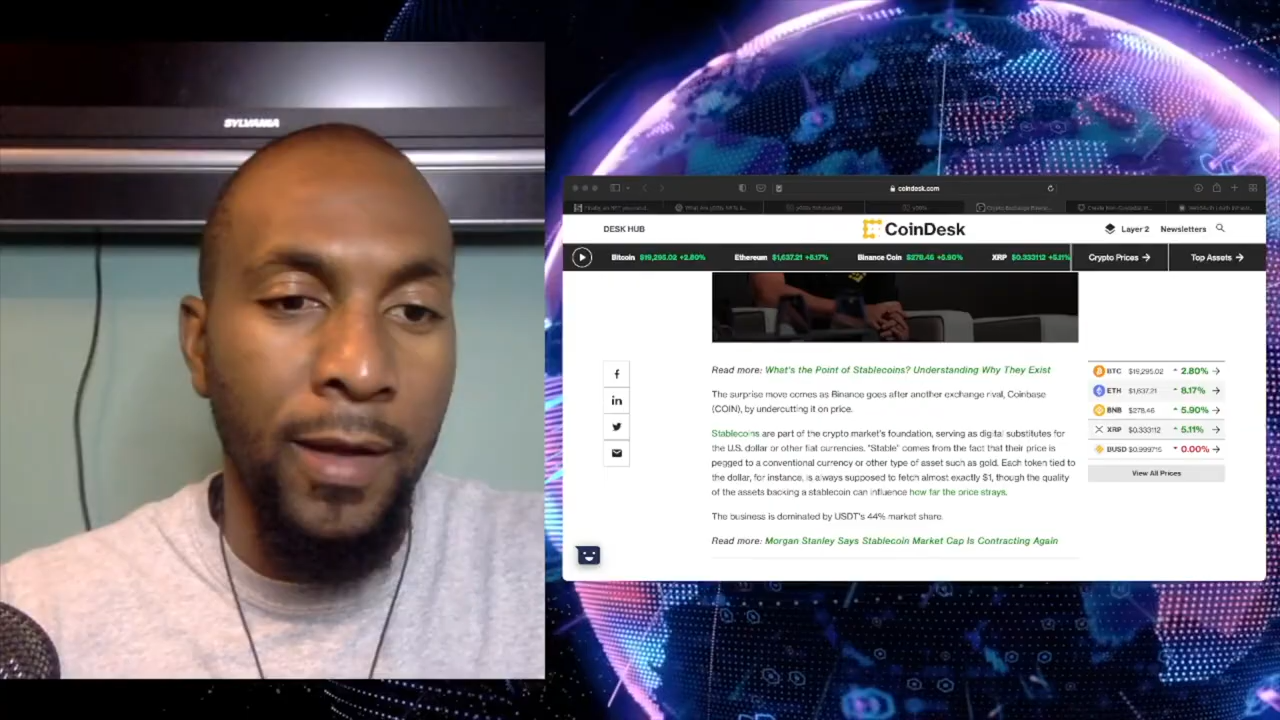 SYLVANIA
coindesk.com
DESK HUB
CoinDesk
Layer 2
Newsletters
Bitcoin $19,295.02 +2.80%
Ethereum $1,637.21 +8.17%
Binance Coin $278.46 +5.90%
XRP $0.333112 +5.11%
Crypto Prices →
Top Assets →
Read more: What's the Point of Stablecoins? Understanding Why They Exist
The surprise move comes as Binance goes after another exchange rival, Coinbase
(COIN), by undercutting it on price.
Stablecoins are part of the crypto market's foundation, serving as digital substitutes for
the U.S. dollar or other fiat currencies. "Stable" comes from the fact that their price is
pegged to a conventional currency or other type of asset such as gold. Each token tied to
the dollar, for instance, is always supposed to fetch almost exactly $1, though the quality
of the assets backing a stablecoin can influence how far the price strays.
The business is dominated by USDT's 44% market share.
Read more: Morgan Stanley Says Stablecoin Market Cap Is Contracting Again
BTC $19,295.02 2.80% →
ETH $1,637.21 8.17% →
BNB $278.46 5.90% →
XRP $0.333112 5.11% →
BUSD $0.999715 0.00% →
View All Prices